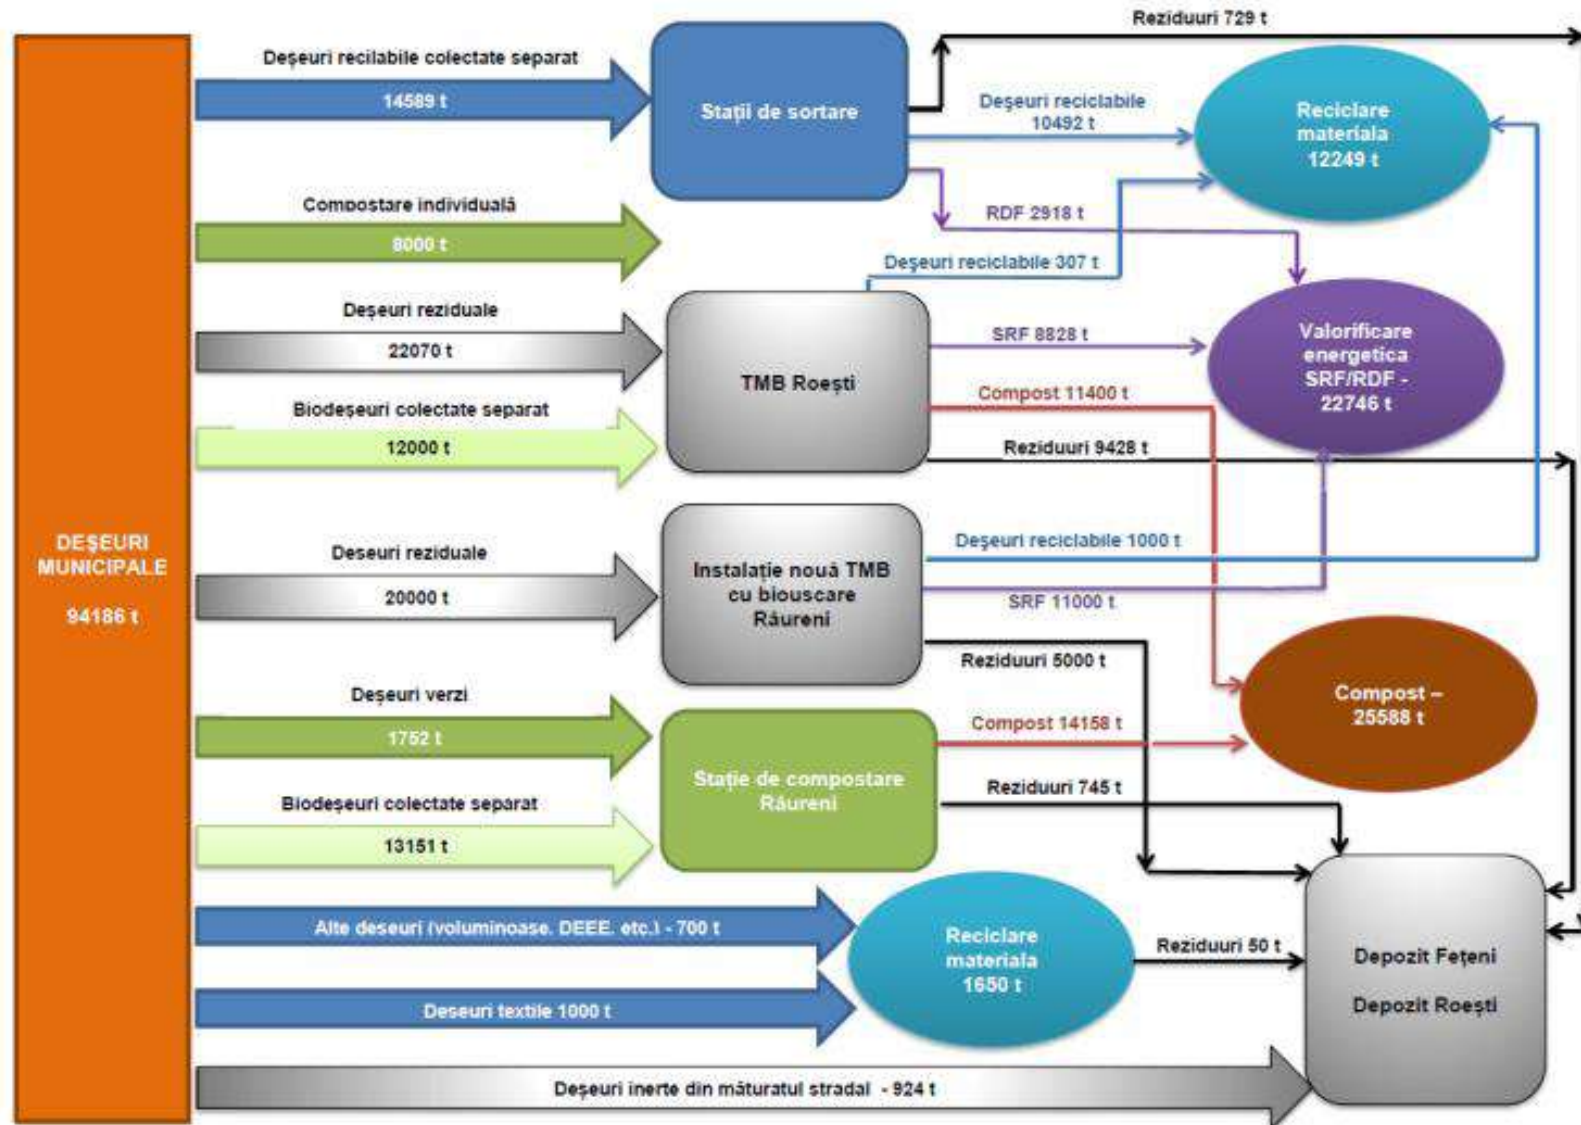 Reziduuri 729 t
Deșeuri recilabile colectate separat
14589 t
Stații de sortare
Deșeuri reciclabile
10492 t
Reciclare
materiala
12249 t
Compostare individuală
8000 t
RDF 2918 t
Deșeuri reciclabile 307 t
Deșeuri reziduale
22070 t
TMB Roești
SRF 8828 t
Valorificare
energetica
SRF/RDF -
22746 t
Compost 11400 t
Biodeșeuri colectate separat
12000 t
Reziduuri 9428 t
DEȘEURI
MUNICIPALE
94186 t
Deseuri reziduale
20000 t
Instalație nouă TMB
cu biouscare
Râureni
Deșeuri reciclabile 1000 t
SRF 11000 t
Reziduuri 5000 t
Deșeuri verzi
1752 t
Stație de compostare
Râureni
Compost 14158 t
Compost –
25588 t
Reziduuri 745 t
Biodeșeuri colectate separat
13151 t
Alte deseuri (voluminoase, DEEE, etc.) - 700 t
Reciclare
materiala
1650 t
Reziduuri 50 t
Deseuri textile 1000 t
Depozit Fețeni
Depozit Roești
Deșeuri inerte din măturatul stradal - 924 t